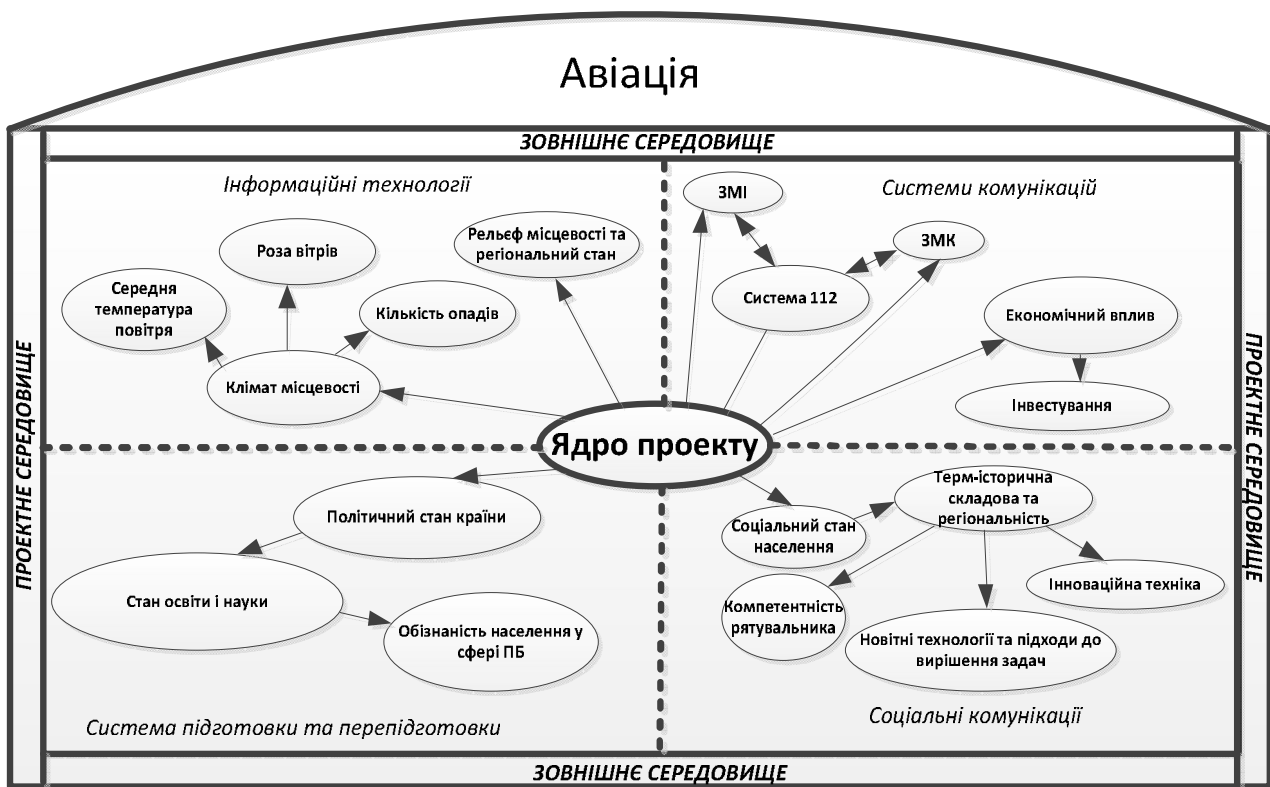 Авіація
ЗОВНІШНЄ СЕРЕДОВИЩЕ
ПРОЕКТНЕ СЕРЕДОВИЩЕ
Інформаційні технології
Роза вітрів
Рельєф місцевості та
регіональний стан
Середня
температура
повітря
Кількість опадів
Клімат місцевості
Системи комунікацій
ЗМІ
ЗМК
Система 112
Економічний вплив
Інвестування
Ядро проекту
Політичний стан країни
Стан освіти і науки
Обізнаність населення у
сфері ПБ
Система підготовки та перепідготовки
Терм-історична
складова та
регіональність
Соціальний стан
населення
Інноваційна техніка
Компетентність
рятувальника
Новітні технології та підходи до
вирішення задач
Соціальні комунікації
ПРОЕКТНЕ СЕРЕДОВИЩЕ
ЗОВНІШНЄ СЕРЕДОВИЩЕ